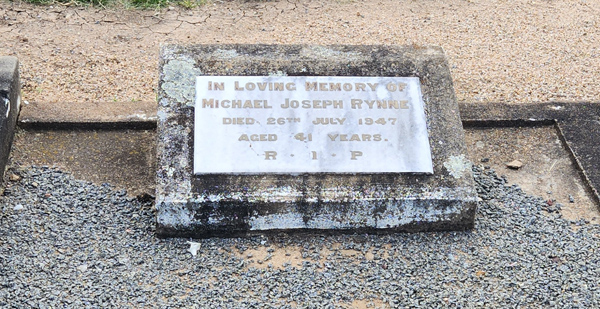 IN LOVING MEMORY OF
MICHAEL JOSEPH RYNNE
DIED 26TH JULY 1947
AGED 41 YEARS.
R · I · P